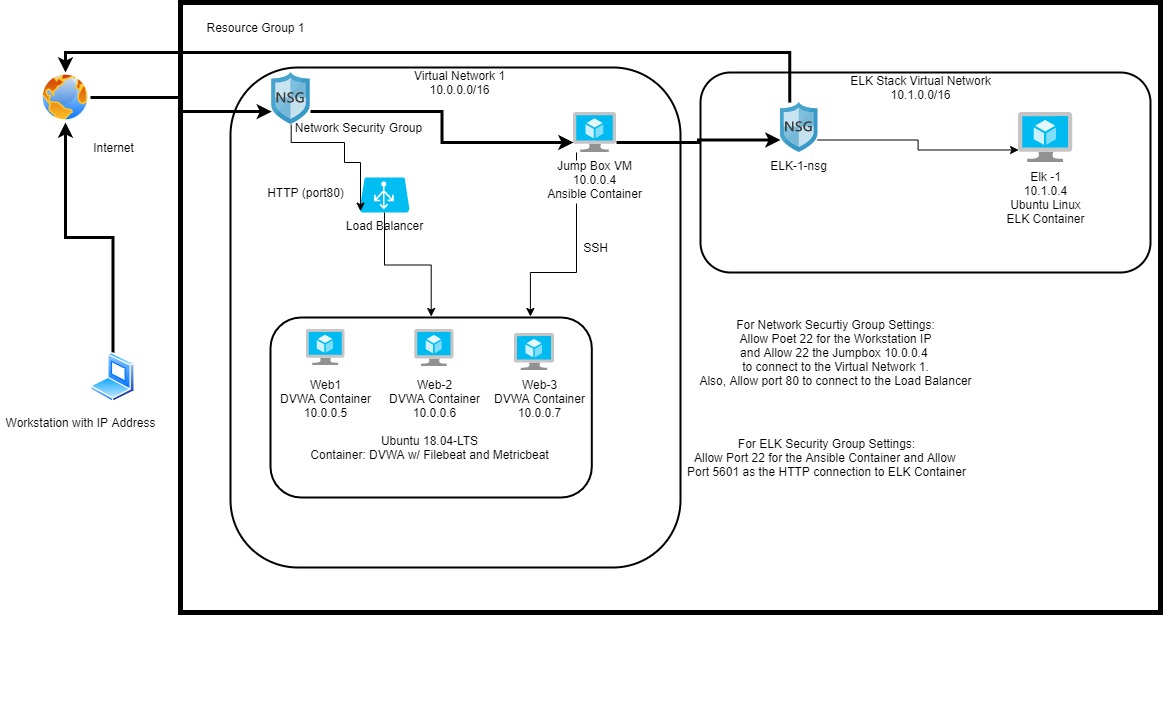 Resource Group 1
Virtual Network 1
10.0.0.0/16
ELK Stack Virtual Network
10.1.0.0/16
NSG
Network Security Group
Internet
NSG
ELK-1-nsg
Jump Box VM
10.0.0.4
Ansible Container
Elk -1
10.1.0.4
Ubuntu Linux
ELK Container
HTTP (port80)
Load Balancer
SSH
Web1
DVWA Container
10.0.0.5
Web-2
DVWA Container
10.0.0.6
Web-3
DVWA Container
10.0.0.7
Ubuntu 18.04-LTS
Container: DVWA w/ Filebeat and Metricbeat
Workstation with IP Address
For Network Securtiy Group Settings:
Allow Poet 22 for the Workstation IP
and Allow 22 the Jumpbox 10.0.0.4
to connect to the Virtual Network 1.
Also, Allow port 80 to connect to the Load Balancer
For ELK Security Group Settings:
Allow Port 22 for the Ansible Container and Allow
Port 5601 as the HTTP connection to ELK Container